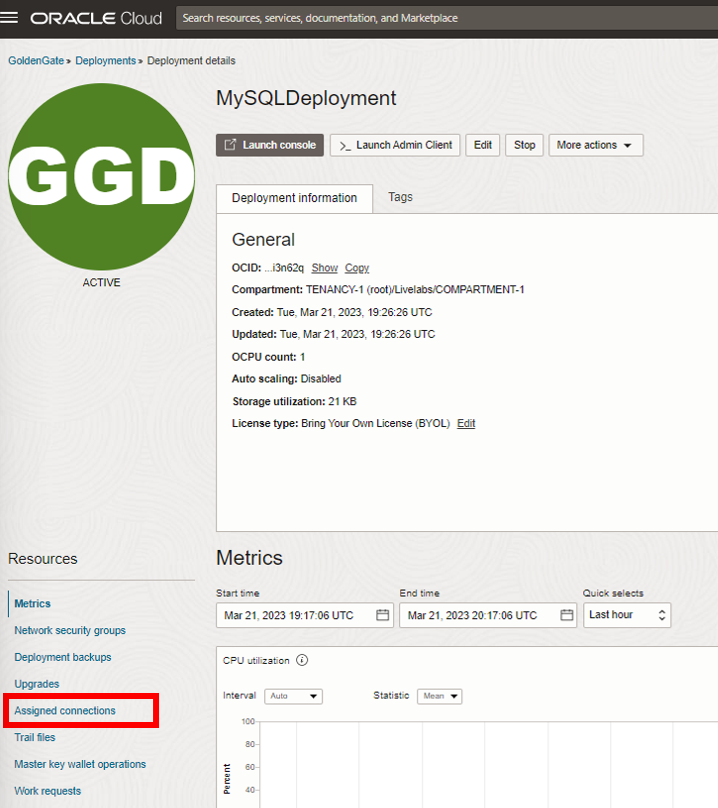 ORACLE Cloud
Search resources, services, documentation, and Marketplace
GoldenGate » Deployments » Deployment details
GGD
ACTIVE
MySQLDeployment
Launch console
>_ Launch Admin Client
Edit
Stop
More actions
Deployment information
Tags
General
OCID: ...i3n62q Show Copy
Compartment: TENANCY-1 (root)/Livelabs/COMPARTMENT-1
Created: Tue, Mar 21, 2023, 19:26:26 UTC
Updated: Tue, Mar 21, 2023, 19:26:26 UTC
OCPU count: 1
Auto scaling: Disabled
Storage utilization: 21 KB
License type: Bring Your Own License (BYOL) Edit
Resources
Metrics
Network security groups
Deployment backups
Upgrades
Assigned connections
Trail files
Master key wallet operations
Work requests
Metrics
Start time
Mar 21, 2023 19:17:06 UTC
End time
Mar 21, 2023 20:17:06 UTC
Quick selects
Last hour
CPU utilization i
Interval Auto
Statistic Mean
Percent
100
80
60
40